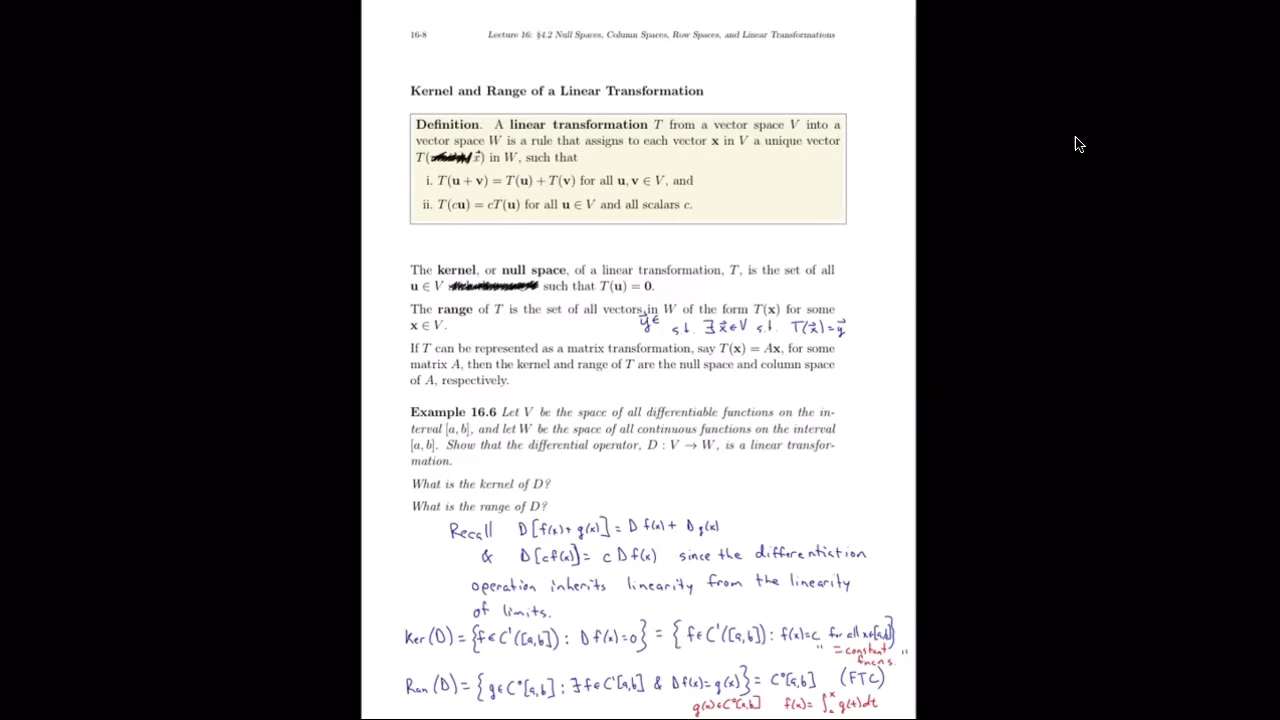 16-8 Lecture 16: §4.2 Null Spaces, Column Spaces, Row Spaces, and Linear Transformations
Kernel and Range of a Linear Transformation
Definition. A linear transformation T from a vector space V into a
vector space W is a rule that assigns to each vector x in V a unique vector
T( x⃗) in W, such that
i. T(u + v) = T(u) + T(v) for all u, v ∈ V, and
ii. T(cu) = cT(u) for all u ∈ V and all scalars c.
The kernel, or null space, of a linear transformation, T, is the set of all
u ∈ V such that T(u) = 0.
The range of T is the set of all vectors in W of the form T(x) for some
x ∈ V. y⃗ ∈ s.t. ∃ x⃗ ∈ V s.t. T(x⃗) = y⃗
If T can be represented as a matrix transformation, say T(x) = Ax, for some
matrix A, then the kernel and range of T are the null space and column space
of A, respectively.
Example 16.6 Let V be the space of all differentiable functions on the in-
terval [a, b], and let W be the space of all continuous functions on the interval
[a, b]. Show that the differential operator, D : V → W, is a linear transfor-
mation.
What is the kernel of D?
What is the range of D?
Recall D[f(x)+g(x)] = D f(x) + D g(x)
& D[cf(x)] = c D f(x) since the differentiation
operation inherits linearity from the linearity
of limits.
Ker(D) = {f ∈ C'([a,b]) : D f(x) = 0} = {f ∈ C'([a,b]) : f(x) = c for all x∈[a,b]}
" = constant "
fncns.
Ran(D) = {g ∈ C°[a,b] : ∃ f ∈ C'[a,b] & D f(x) = g(x)} = C°[a,b] (FTC)
g(x) ∈ C°[a,b] f(x) = ∫ₐˣ g(t)dt